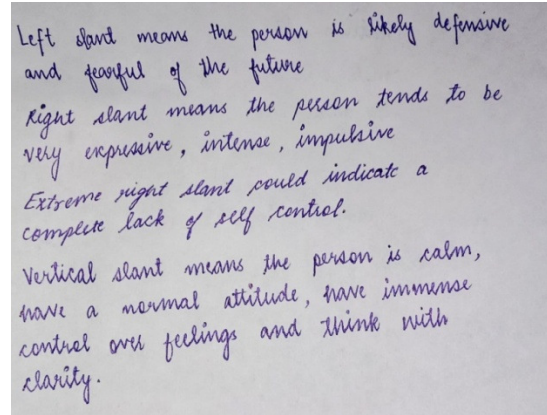 Left slant means the person is likely defensive
and fearful of the future
Right slant means the person tends to be
very expressive, intense, impulsive
Extreme right slant could indicate a
complete lack of self control.
Vertical slant means the person is calm,
have a normal attitude, have immense
control over feelings and think with
clarity.